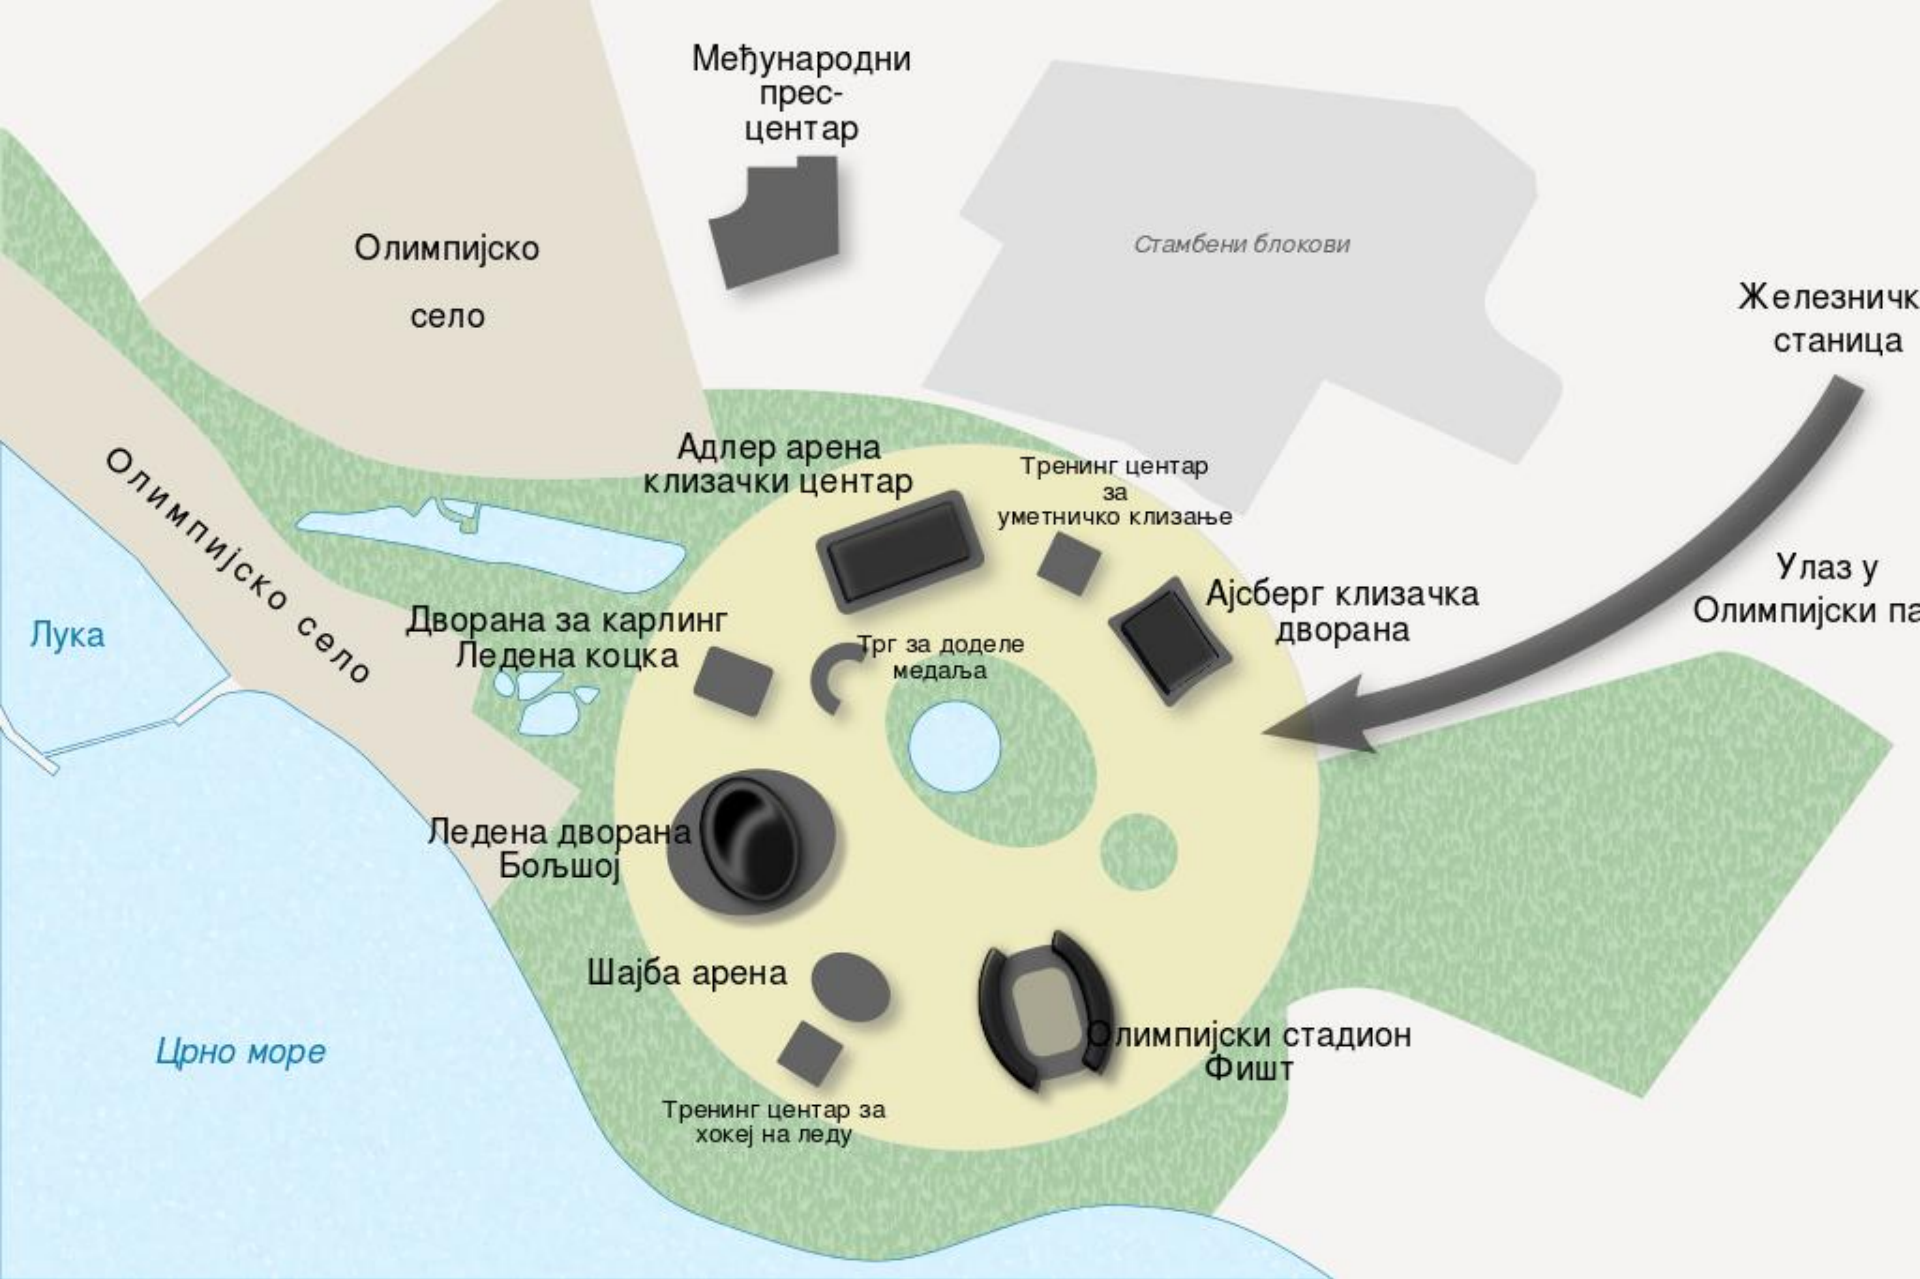 Међународни
прес-
центар
Олимпијско
село
Стамбени блокови
Железничк
станица
Адлер арена
клизачки центар
Тренинг центар
за
уметничко клизање
Олимпијско село
Улаз у
Олимпијски па
Ајсберг клизачка
дворана
Лука
Дворана за карлинг
Ледена коцка
Трг за доделе
медаља
Ледена дворана
Бољшој
Шајба арена
Црно море
Олимпијски стадион
Фишт
Тренинг центар за
хокеј на леду